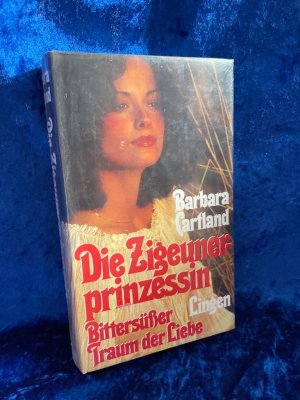 Barbara
Cartland
Die Zigeuner-
prinzessin
Bittersüßer
Traum der Liebe
Lingen